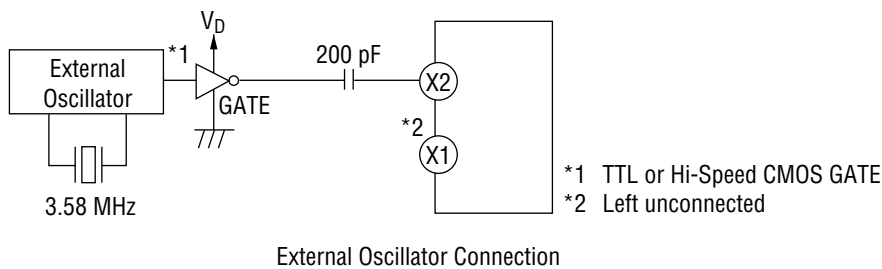 V_D
*1
200 pF
External
Oscillator
X2
GATE
*2
X1
3.58 MHz
*1 TTL or Hi-Speed CMOS GATE
*2 Left unconnected
External Oscillator Connection